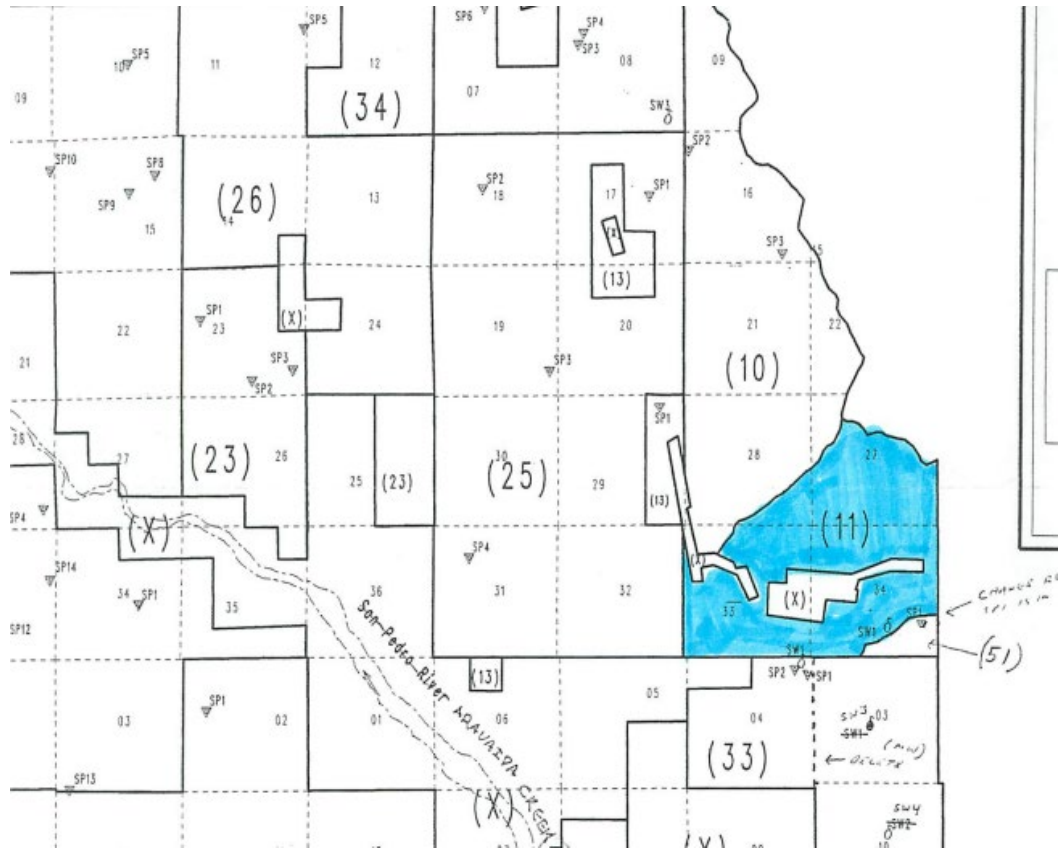 SP5
SP6
SP4
SP5
10
11
12
SP3
08
09
09
07
(34)
SW3
SP2
SP10
SP8
SP2
17
SP1
16
SP9
13
18
(26)
14
15
(X)
SP3
15
(13)
SP1
22
23
24
19
20
21
22
(X)
21
SP3
SP3
(10)
SP2
SP1
28
27
26
30
28
27
(23)
25
(23)
(25)
29
(13)
SP4
(X)
(11)
SP4
(X)
SP14
34
SP1
35
36
31
32
33
(X)
34
CHANGE
SP1
SP12
SW1
SW1
(51)
San Pedro River
ARAVAIPA CREEK
(13)
SP2
SP1
03
SP1
02
01
06
05
04
SW3
03
SW1
(NW)
(33)
← DELETE
SP13
(X)
SW4
SW2
(X)
09
10